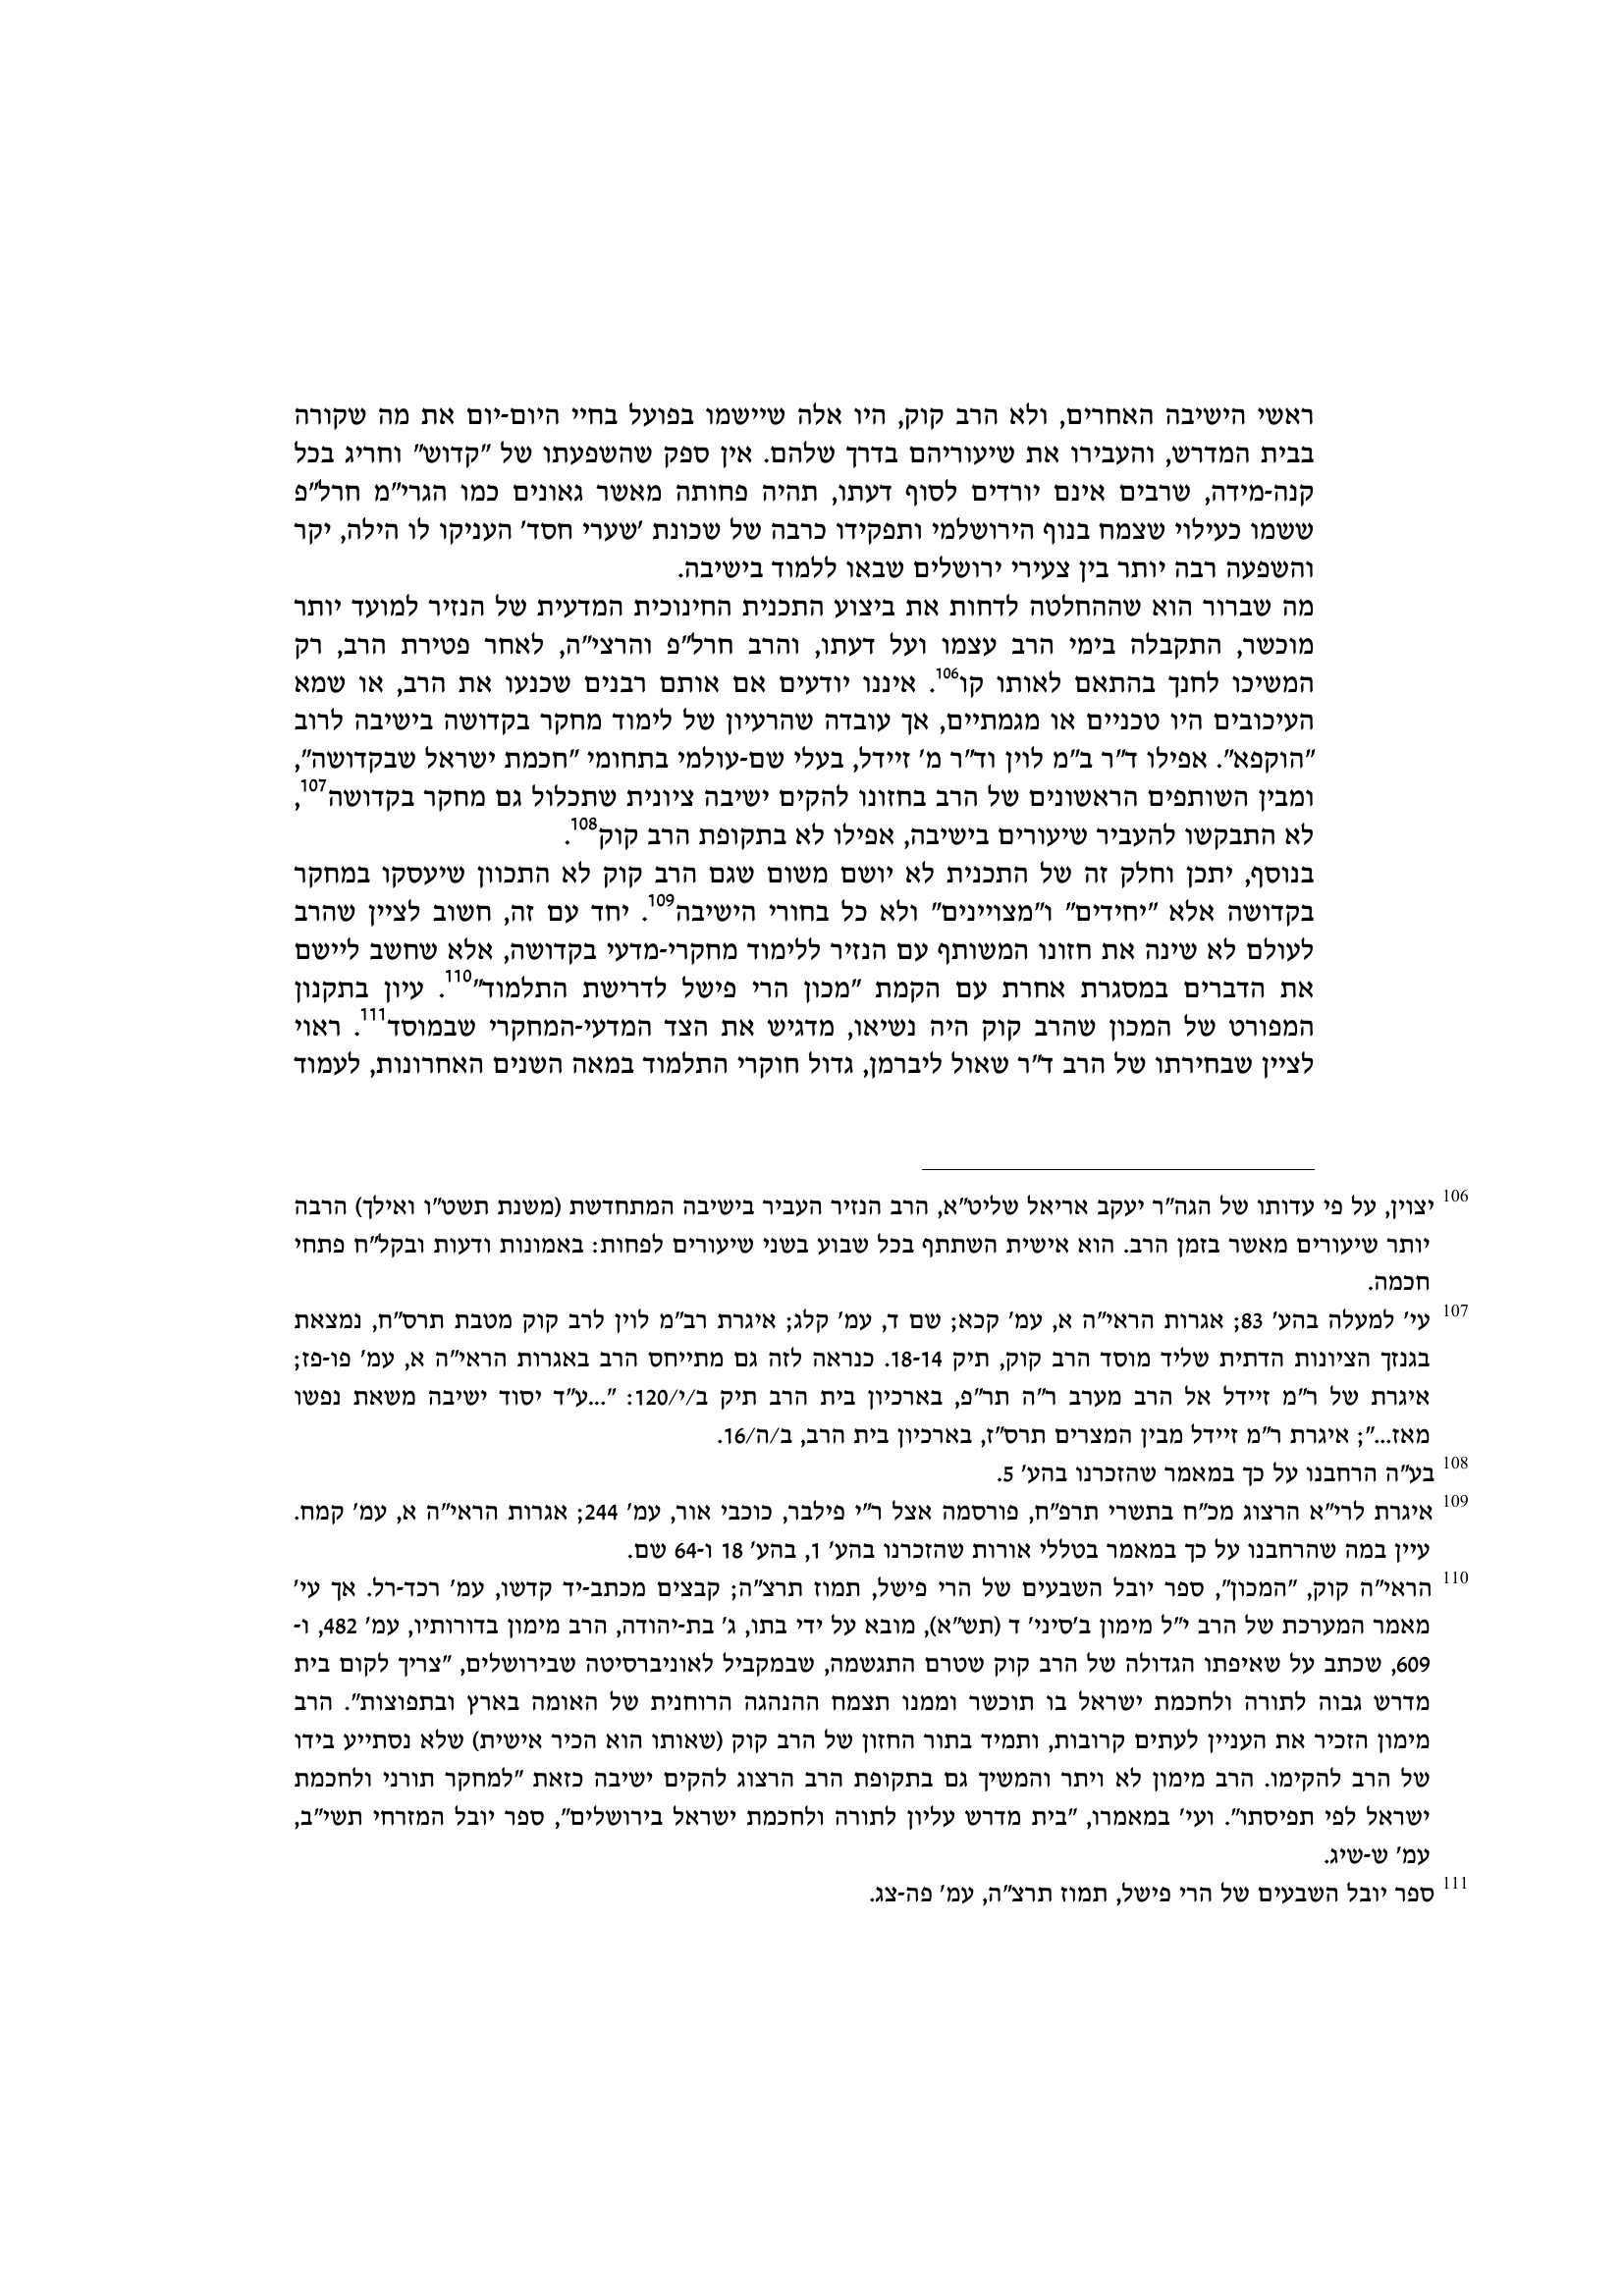 ראשי הישיבה האחרים, ולא הרב קוק, היו אלה שיישמו בפועל בחיי היום-יום את מה שקורה
בבית המדרש, והעבירו את שיעוריהם בדרך שלהם. אין ספק שהשפעתו של "קדוש" וחריג בכל
קנה-מידה, שרבים אינם יורדים לסוף דעתו, תהיה פחותה מאשר גאונים כמו הגרי"מ חרל"פ
ששמו כעילוי שצמח בנוף הירושלמי ותפקידו כרבה של שכונת 'שערי חסד' העניקו לו הילה, יקר
והשפעה רבה יותר בין צעירי ירושלים שבאו ללמוד בישיבה.
מה שברור הוא שההחלטה לדחות את ביצוע התכנית החינוכית המדעית של הנזיר למועד יותר
מוכשר, התקבלה בימי הרב עצמו ועל דעתו, והרב חרל"פ והרצי"ה, לאחר פטירת הרב, רק
המשיכו לחנך בהתאם לאותו קו106. איננו יודעים אם אותם רבנים שכנעו את הרב, או שמא
העיכובים היו טכניים או מגמתיים, אך עובדה שהרעיון של לימוד מחקר בקדושה בישיבה לרוב
"הוקפא". אפילו ד"ר ב"מ לוין וד"ר מ' זיידל, בעלי שם-עולמי בתחומי "חכמת ישראל שבקדושה",
ומבין השותפים הראשונים של הרב בחזונו להקים ישיבה ציונית שתכלול גם מחקר בקדושה107,
לא התבקשו להעביר שיעורים בישיבה, אפילו לא בתקופת הרב קוק108.
בנוסף, יתכן וחלק זה של התכנית לא יושם משום שגם הרב קוק לא התכוון שיעסקו במחקר
בקדושה אלא "יחידים" ו"מצויינים" ולא כל בחורי הישיבה109. יחד עם זה, חשוב לציין שהרב
לעולם לא שינה את חזונו המשותף עם הנזיר ללימוד מחקרי-מדעי בקדושה, אלא שחשב ליישם
את הדברים במסגרת אחרת עם הקמת "מכון הרי פישל לדרישת התלמוד"110. עיון בתקנון
המפורט של המכון שהרב קוק היה נשיאו, מדגיש את הצד המדעי-המחקרי שבמוסד111. ראוי
לציין שבחירתו של הרב ד"ר שאול ליברמן, גדול חוקרי התלמוד במאה השנים האחרונות, לעמוד
106 יצוין, על פי עדותו של הגה"ר יעקב אריאל שליט"א, הרב הנזיר העביר בישיבה המתחדשת (משנת תשט"ו ואילך) הרבה
יותר שיעורים מאשר בזמן הרב. הוא אישית השתתף בכל שבוע בשני שיעורים לפחות: באמונות ודעות ובקל"ח פתחי
חכמה.
107 עי' למעלה בהע' 83; אגרות הראי"ה א, עמ' קכא; שם ד, עמ' קלג; איגרת רב"מ לוין לרב קוק מטבת תרס"ח, נמצאת
בגנזך הציונות הדתית שליד מוסד הרב קוק, תיק 18-14. כנראה לזה גם מתייחס הרב באגרות הראי"ה א, עמ' פו-פז;
איגרת של ר"מ זיידל אל הרב מערב ר"ה תר"פ, בארכיון בית הרב תיק ב/י/120: "...ע"ד יסוד ישיבה משאת נפשו
מאז..."; איגרת ר"מ זיידל מבין המצרים תרס"ז, בארכיון בית הרב, ב/ה/16.
108 בע"ה הרחבנו על כך במאמר שהזכרנו בהע' 5.
109 איגרת לרי"א הרצוג מכ"ח בתשרי תרפ"ח, פורסמה אצל ר"י פילבר, כוכבי אור, עמ' 244; אגרות הראי"ה א, עמ' קמח.
עיין במה שהרחבנו על כך במאמר בטללי אורות שהזכרנו בהע' 1, בהע' 18 ו-64 שם.
110 הראי"ה קוק, "המכון", ספר יובל השבעים של הרי פישל, תמוז תרצ"ה; קבצים מכתב-יד קדשו, עמ' רכד-רל. אך עי'
מאמר המערכת של הרב י"ל מימון ב'סיני' ד (תש"א), מובא על ידי בתו, ג' בת-יהודה, הרב מימון בדורותיו, עמ' 482, ו-
609, שכתב על שאיפתו הגדולה של הרב קוק שטרם התגשמה, שבמקביל לאוניברסיטה שבירושלים, "צריך לקום בית
מדרש גבוה לתורה ולחכמת ישראל בו תוכשר וממנו תצמח ההנהגה הרוחנית של האומה בארץ ובתפוצות". הרב
מימון הזכיר את העניין לעתים קרובות, ותמיד בתור החזון של הרב קוק (שאותו הוא הכיר אישית) שלא נסתייע בידו
של הרב להקימו. הרב מימון לא ויתר והמשיך גם בתקופת הרב הרצוג להקים ישיבה כזאת "למחקר תורני ולחכמת
ישראל לפי תפיסתו". ועי' במאמרו, "בית מדרש עליון לתורה ולחכמת ישראל בירושלים", ספר יובל המזרחי תשי"ב,
עמ' ש-שיג.
111 ספר יובל השבעים של הרי פישל, תמוז תרצ"ה, עמ' פה-צג.